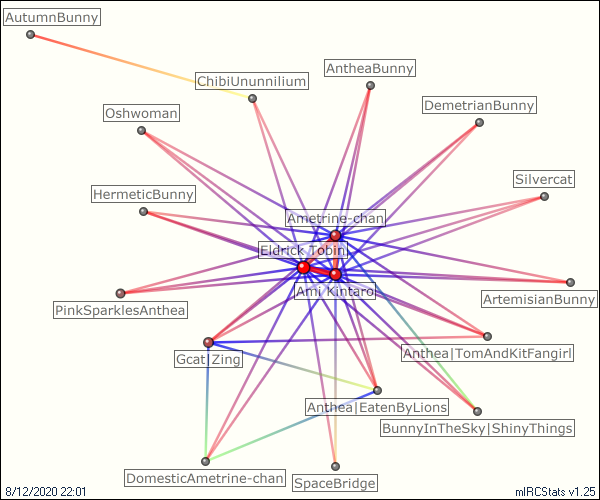 AutumnBunny
ChibiUnunnilium
AntheaBunny
Oshwoman
DemetrianBunny
Silvercat
HermeticBunny
Ametrine-chan
Eldrick Tobin
Ami Kintaro
ArtemisianBunny
PinkSparklesAnthea
Gcat|Zing
Anthea|TomAndKitFangirl
Anthea|EatenByLions
BunnyInTheSky|ShinyThings
DomesticAmetrine-chan
SpaceBridge
8/12/2020 22:01
mIRCStats v1.25